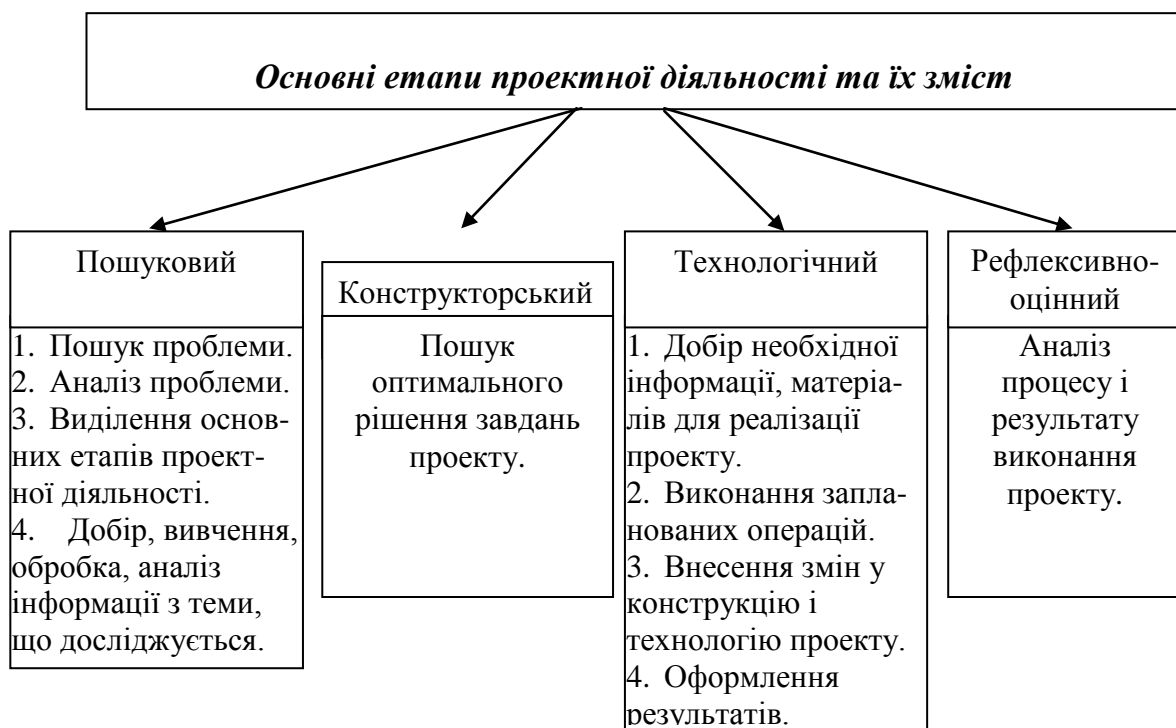 Основні етапи проектної діяльності та їх зміст
Пошуковий
1. Пошук проблеми.
2. Аналіз проблеми.
3. Виділення основ-
них етапів проект-
ної діяльності.
4. Добір, вивчення,
обробка, аналіз
інформації з теми,
що досліджується.
Конструкторський
Пошук
оптимального
рішення завдань
проекту.
Технологічний
1. Добір необхідної
інформації, матеріа-
лів для реалізації
проекту.
2. Виконання запла-
нованих операцій.
3. Внесення змін у
конструкцію і
технологію проекту.
4. Оформлення
результатів.
Рефлексивно-
оцінний
Аналіз
процесу і
результату
виконання
проекту.